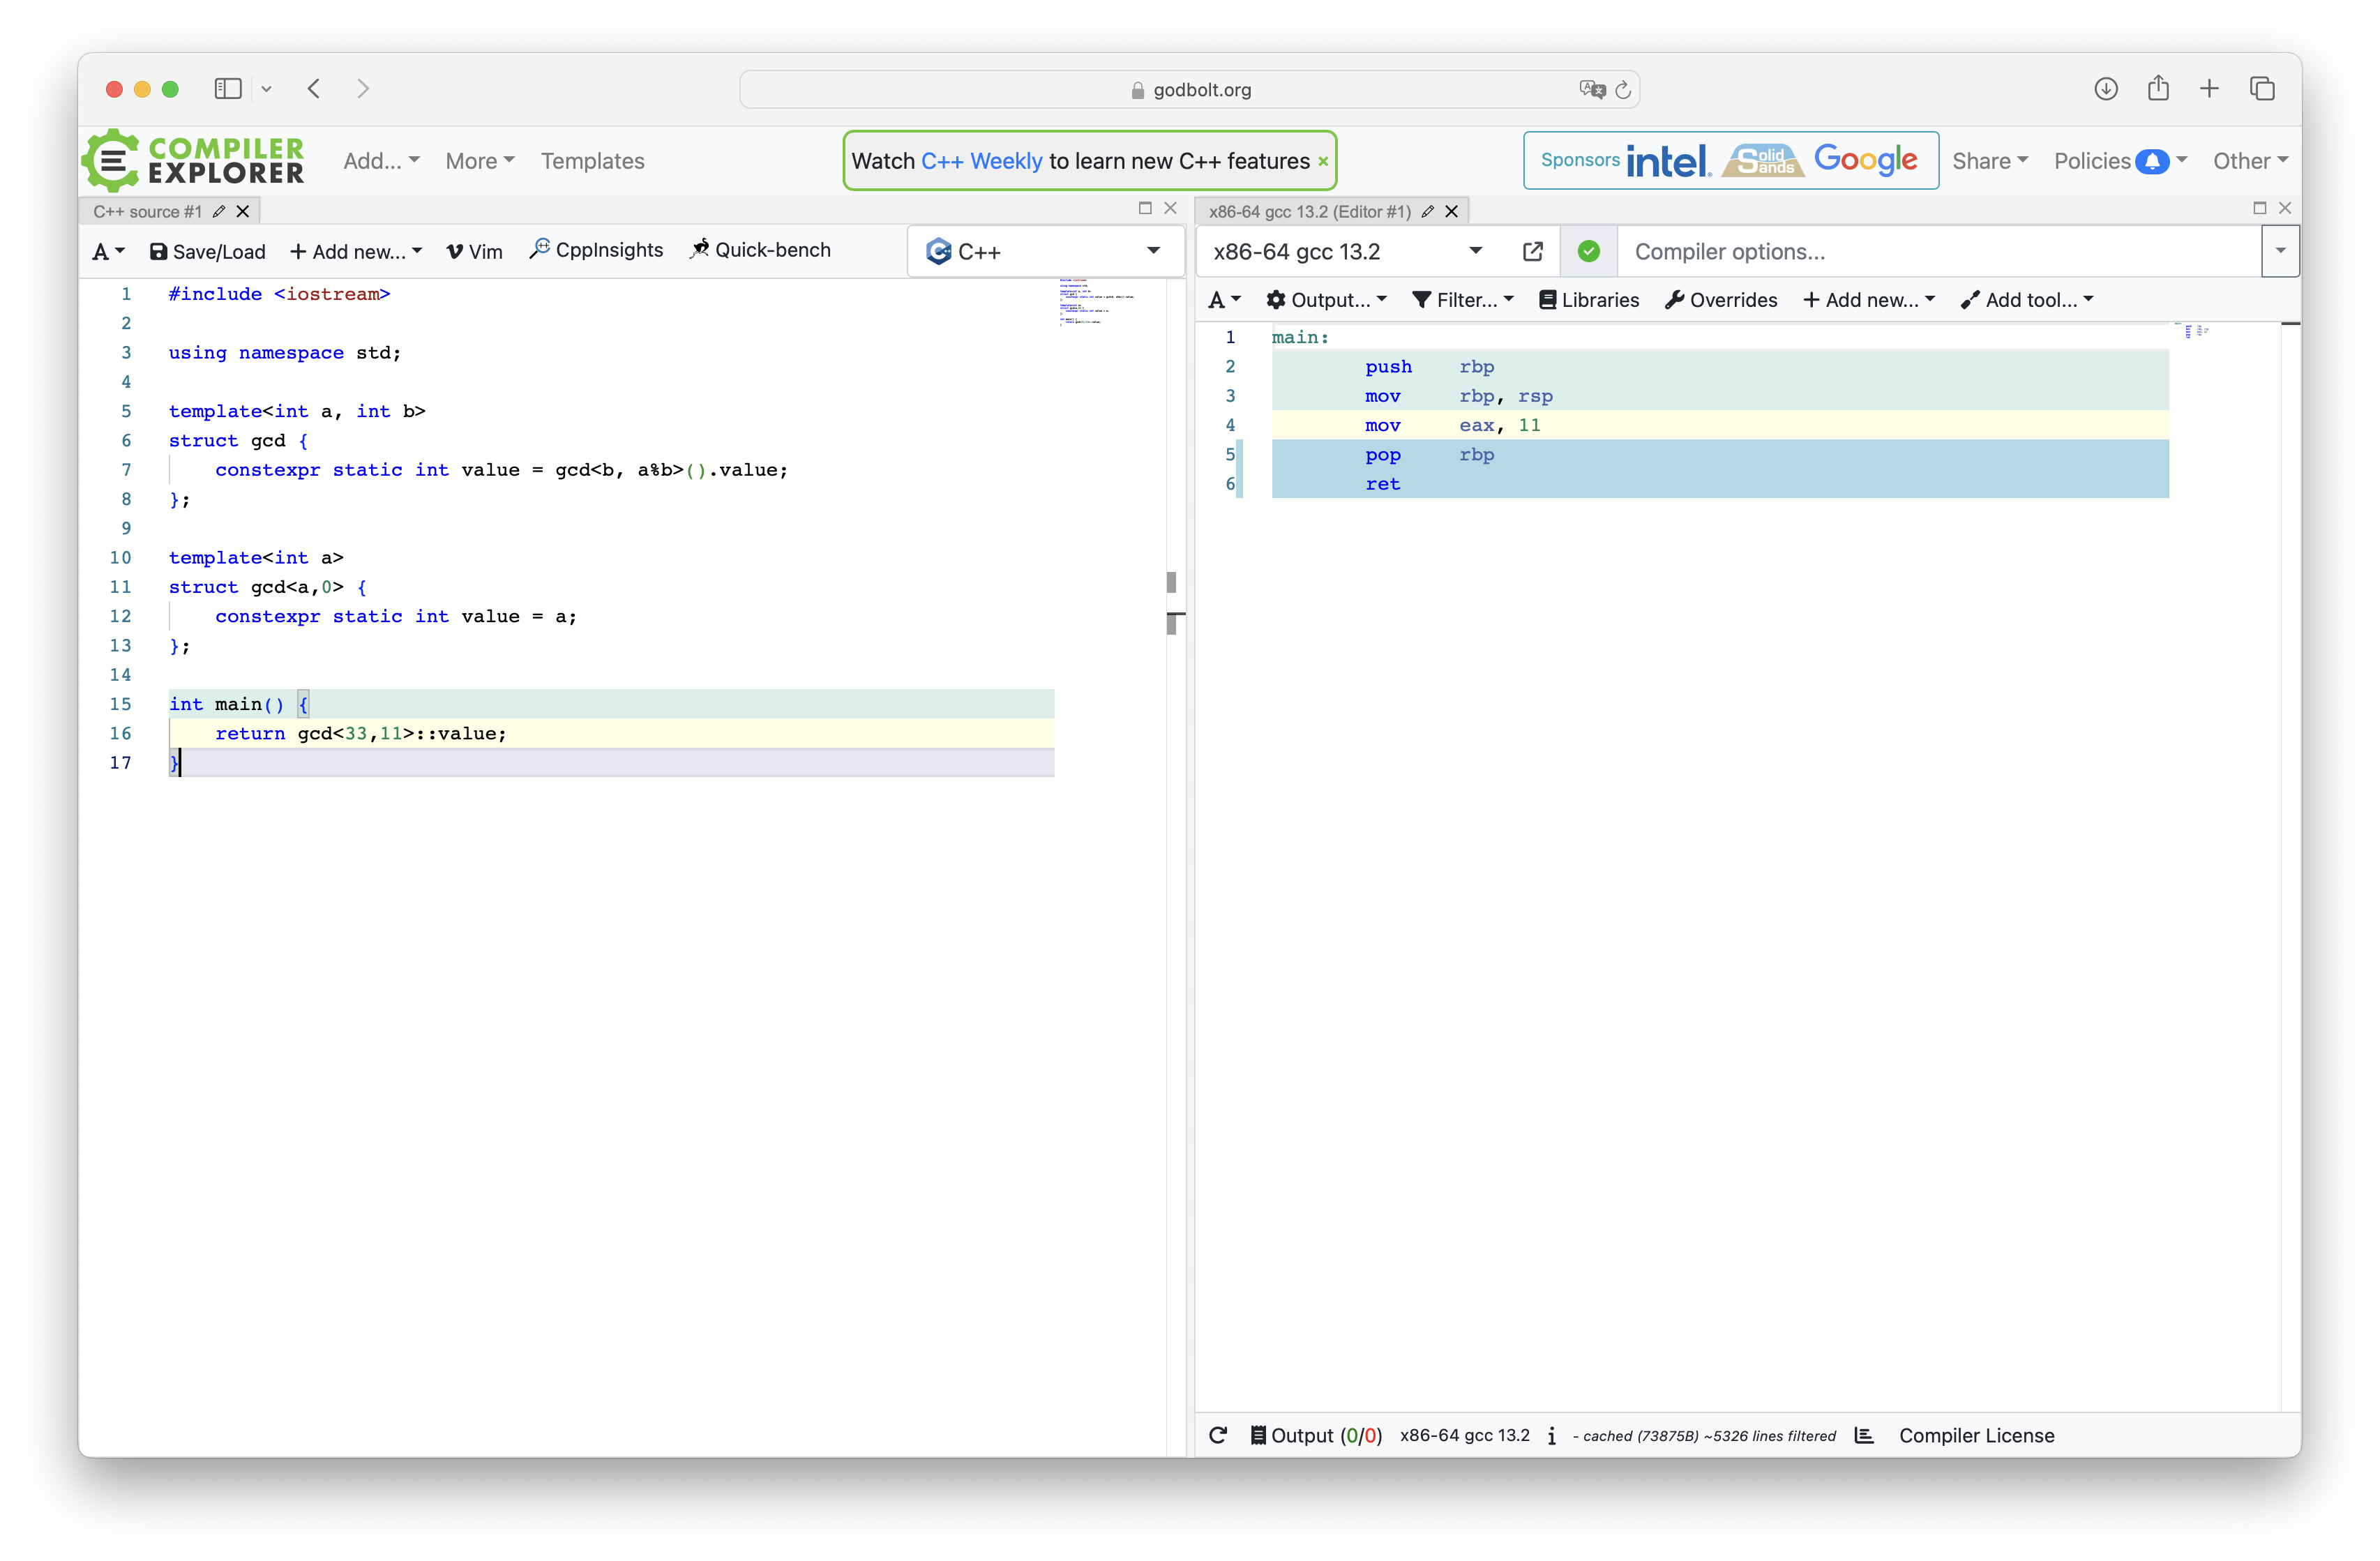 godbolt.org
COMPILER
EXPLORER
Add...
More
Templates
Watch C++ Weekly to learn new C++ features ×
Sponsors intel. Solid Sands Google
Share
Policies
Other
C++ source #1
A
Save/Load
+ Add new...
Vim
CppInsights
Quick-bench
C++
1 #include <iostream>
2
3 using namespace std;
4
5 template<int a, int b>
6 struct gcd {
7     constexpr static int value = gcd<b, a%b>().value;
8 };
9
10 template<int a>
11 struct gcd<a,0> {
12     constexpr static int value = a;
13 };
14
15 int main() {
16     return gcd<33,11>::value;
17 }
x86-64 gcc 13.2 (Editor #1)
x86-64 gcc 13.2
Compiler options...
A
Output...
Filter...
Libraries
Overrides
+ Add new...
Add tool...
1 main:
2         push    rbp
3         mov     rbp, rsp
4         mov     eax, 11
5         pop     rbp
6         ret
Output (0/0) x86-64 gcc 13.2 i - cached (73875B) ~5326 lines filtered Compiler License